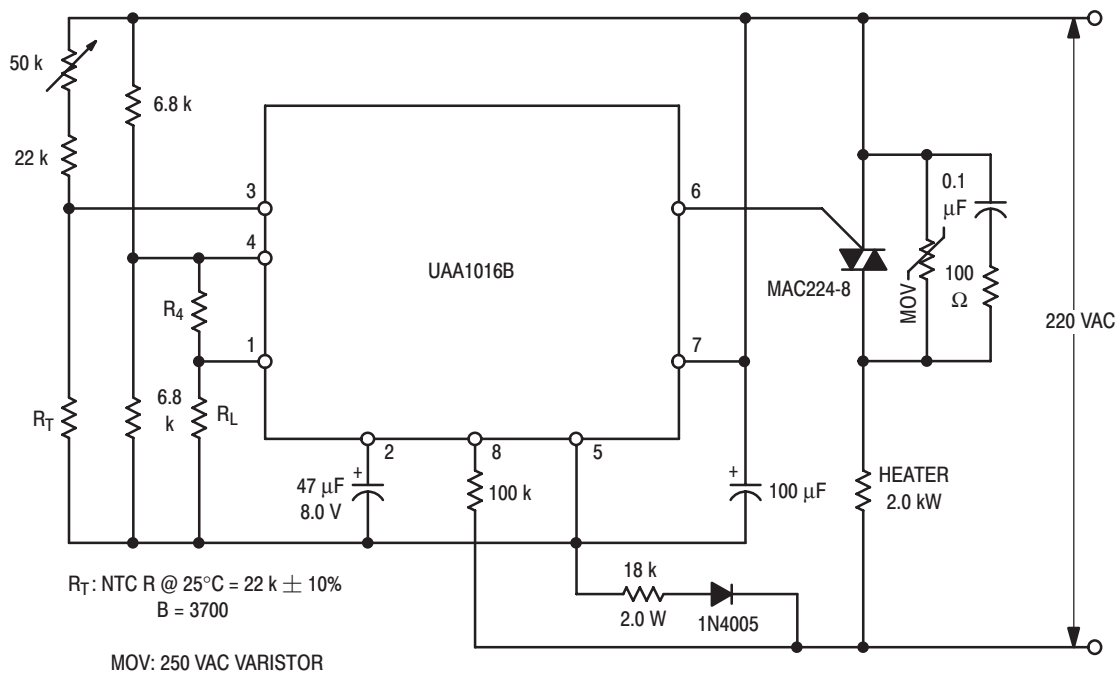 50 k
22 k
6.8 k
3
4
1
R4
RT
6.8
k
RL
UAA1016B
6
7
2
8
5
47 μF
8.0 V
+
100 k
+
100 μF
MAC224-8
MOV
0.1
μF
100
Ω
220 VAC
HEATER
2.0 kW
18 k
2.0 W
1N4005
RT: NTC R @ 25°C = 22 k ± 10%
B = 3700
MOV: 250 VAC VARISTOR